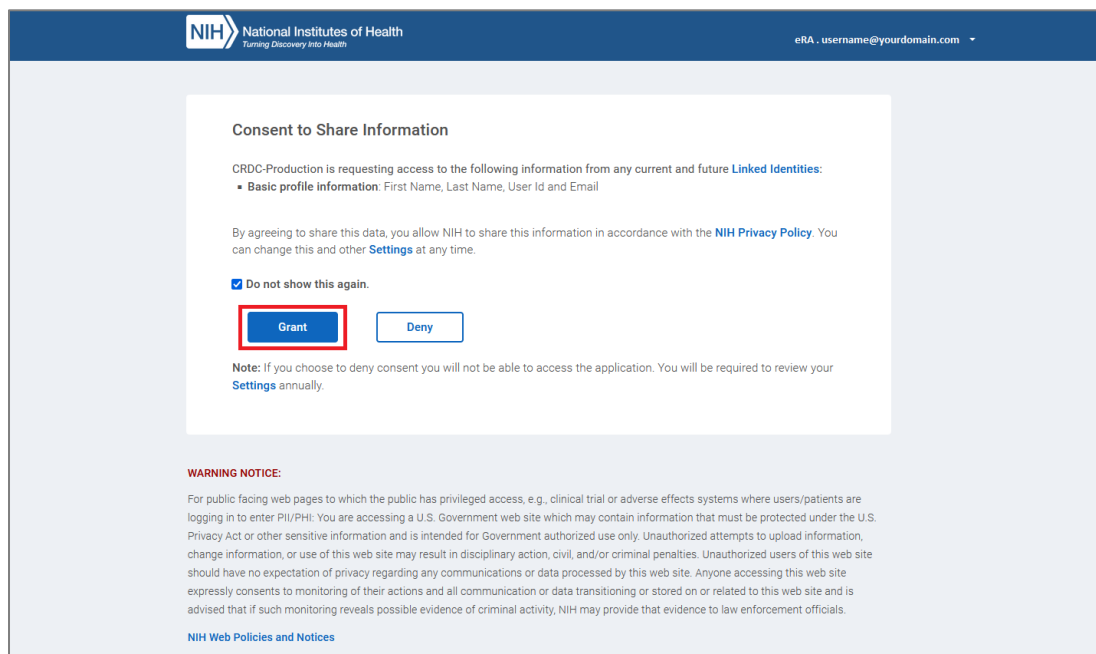 NIH National Institutes of Health
Turning Discovery Into Health
eRA . username@yourdomain.com
Consent to Share Information
CRDC-Production is requesting access to the following information from any current and future Linked Identities:
▪ Basic profile information: First Name, Last Name, User Id and Email
By agreeing to share this data, you allow NIH to share this information in accordance with the NIH Privacy Policy. You
can change this and other Settings at any time.
Do not show this again.
Grant
Deny
Note: If you choose to deny consent you will not be able to access the application. You will be required to review your
Settings annually.
WARNING NOTICE:
For public facing web pages to which the public has privileged access, e.g., clinical trial or adverse effects systems where users/patients are
logging in to enter PII/PHI: You are accessing a U.S. Government web site which may contain information that must be protected under the U.S.
Privacy Act or other sensitive information and is intended for Government authorized use only. Unauthorized attempts to upload information,
change information, or use of this web site may result in disciplinary action, civil, and/or criminal penalties. Unauthorized users of this web site
should have no expectation of privacy regarding any communications or data processed by this web site. Anyone accessing this web site
expressly consents to monitoring of their actions and all communication or data transitioning or stored on or related to this web site and is
advised that if such monitoring reveals possible evidence of criminal activity, NIH may provide that evidence to law enforcement officials.
NIH Web Policies and Notices